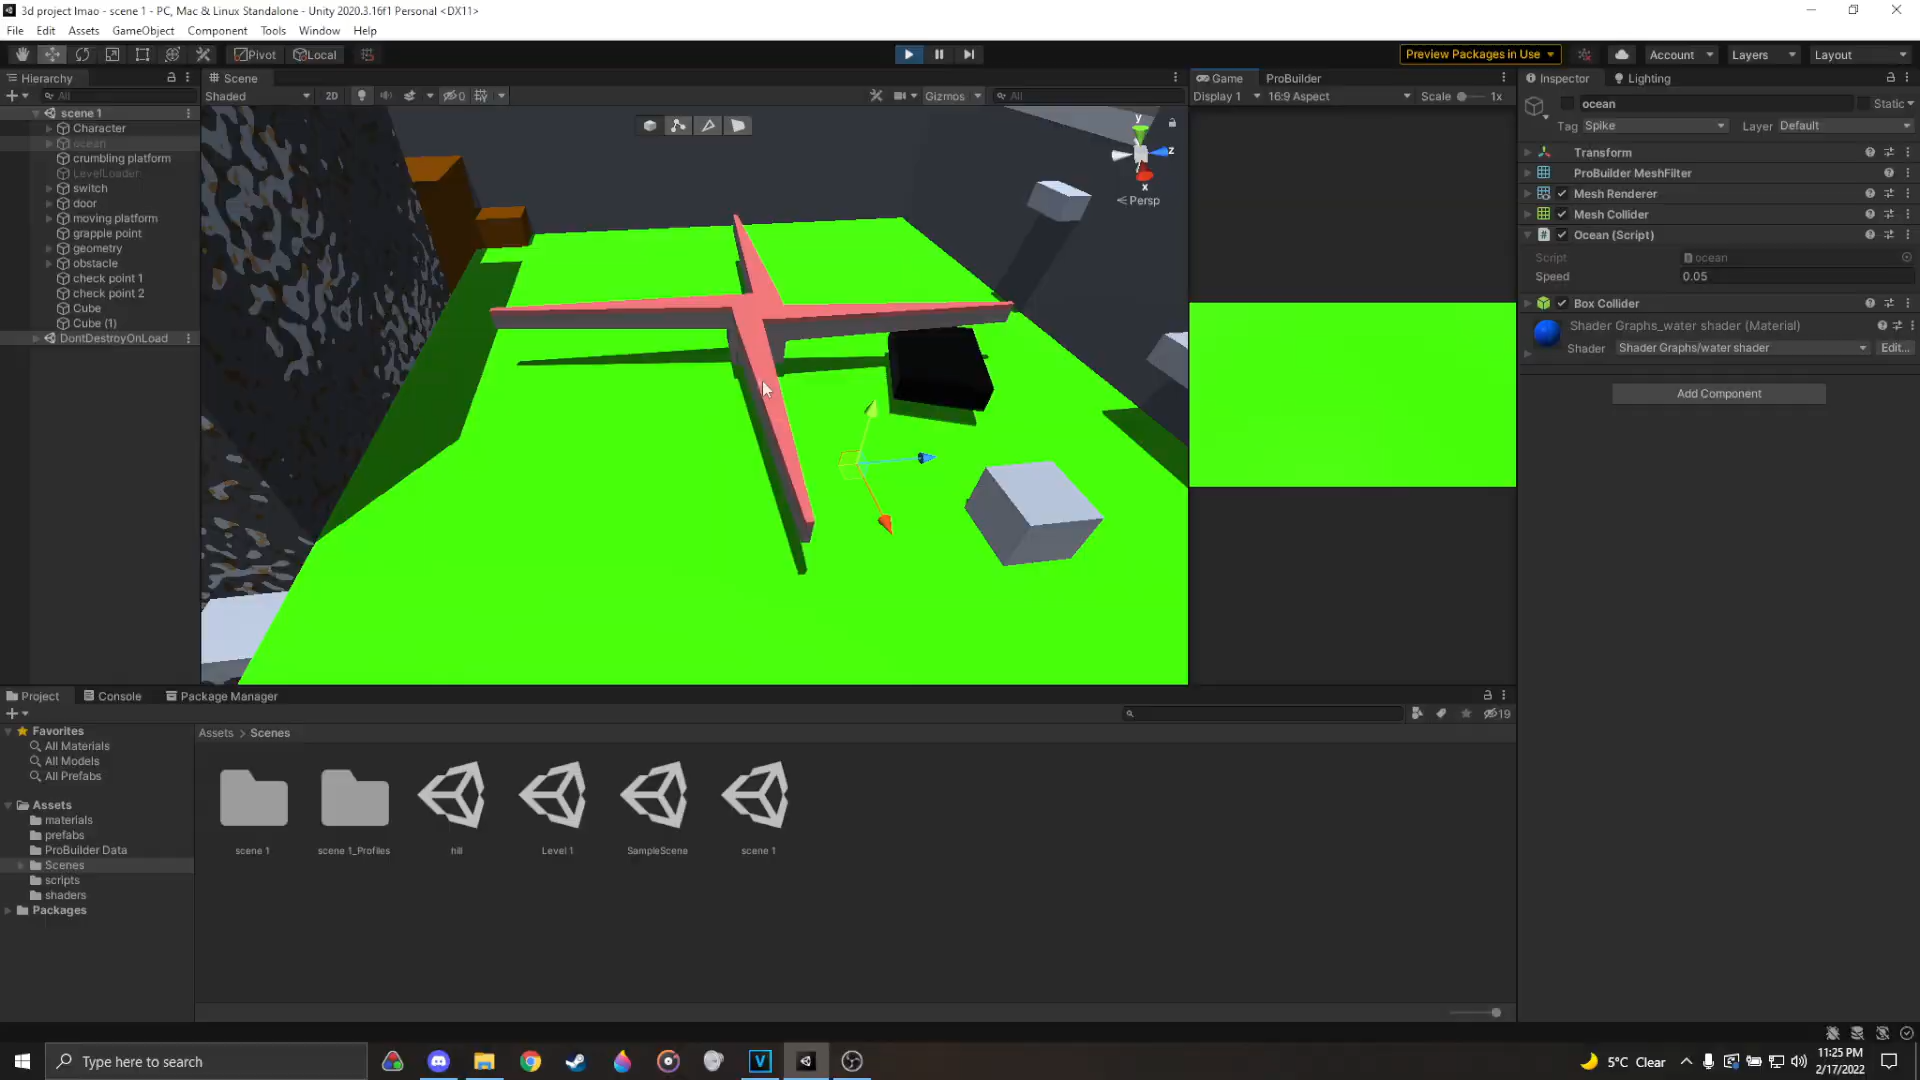 3d project lmao - scene 1 - PC, Mac & Linux Standalone - Unity 2020.3.16f1 Personal <DX11>
File Edit Assets GameObject Component Tools Window Help
Pivot Local Preview Packages in Use Account Layers Layout
Hierarchy
All
scene 1
Character
ocean
crumbling platform
LevelLoader
switch
door
moving platform
grapple point
geometry
obstacle
check point 1
check point 2
Cube
Cube (1)
DontDestroyOnLoad
Scene
Shaded 2D 0 Gizmos All
y
z
x
Persp
Game ProBuilder
Display 1 16:9 Aspect Scale 1x
Inspector Lighting
ocean Static
Tag Spike Layer Default
Transform
ProBuilder MeshFilter
Mesh Renderer
Mesh Collider
Ocean (Script)
Script ocean
Speed 0.05
Box Collider
Shader Graphs_water shader (Material)
Shader Shader Graphs/water shader Edit...
Add Component
Project Console Package Manager
19
Favorites
All Materials
All Models
All Prefabs
Assets
materials
prefabs
ProBuilder Data
Scenes
scripts
shaders
Packages
Assets > Scenes
scene 1 scene 1_Profiles hill Level 1 SampleScene scene 1
Type here to search
V
5°C Clear
11:25 PM
2/17/2022